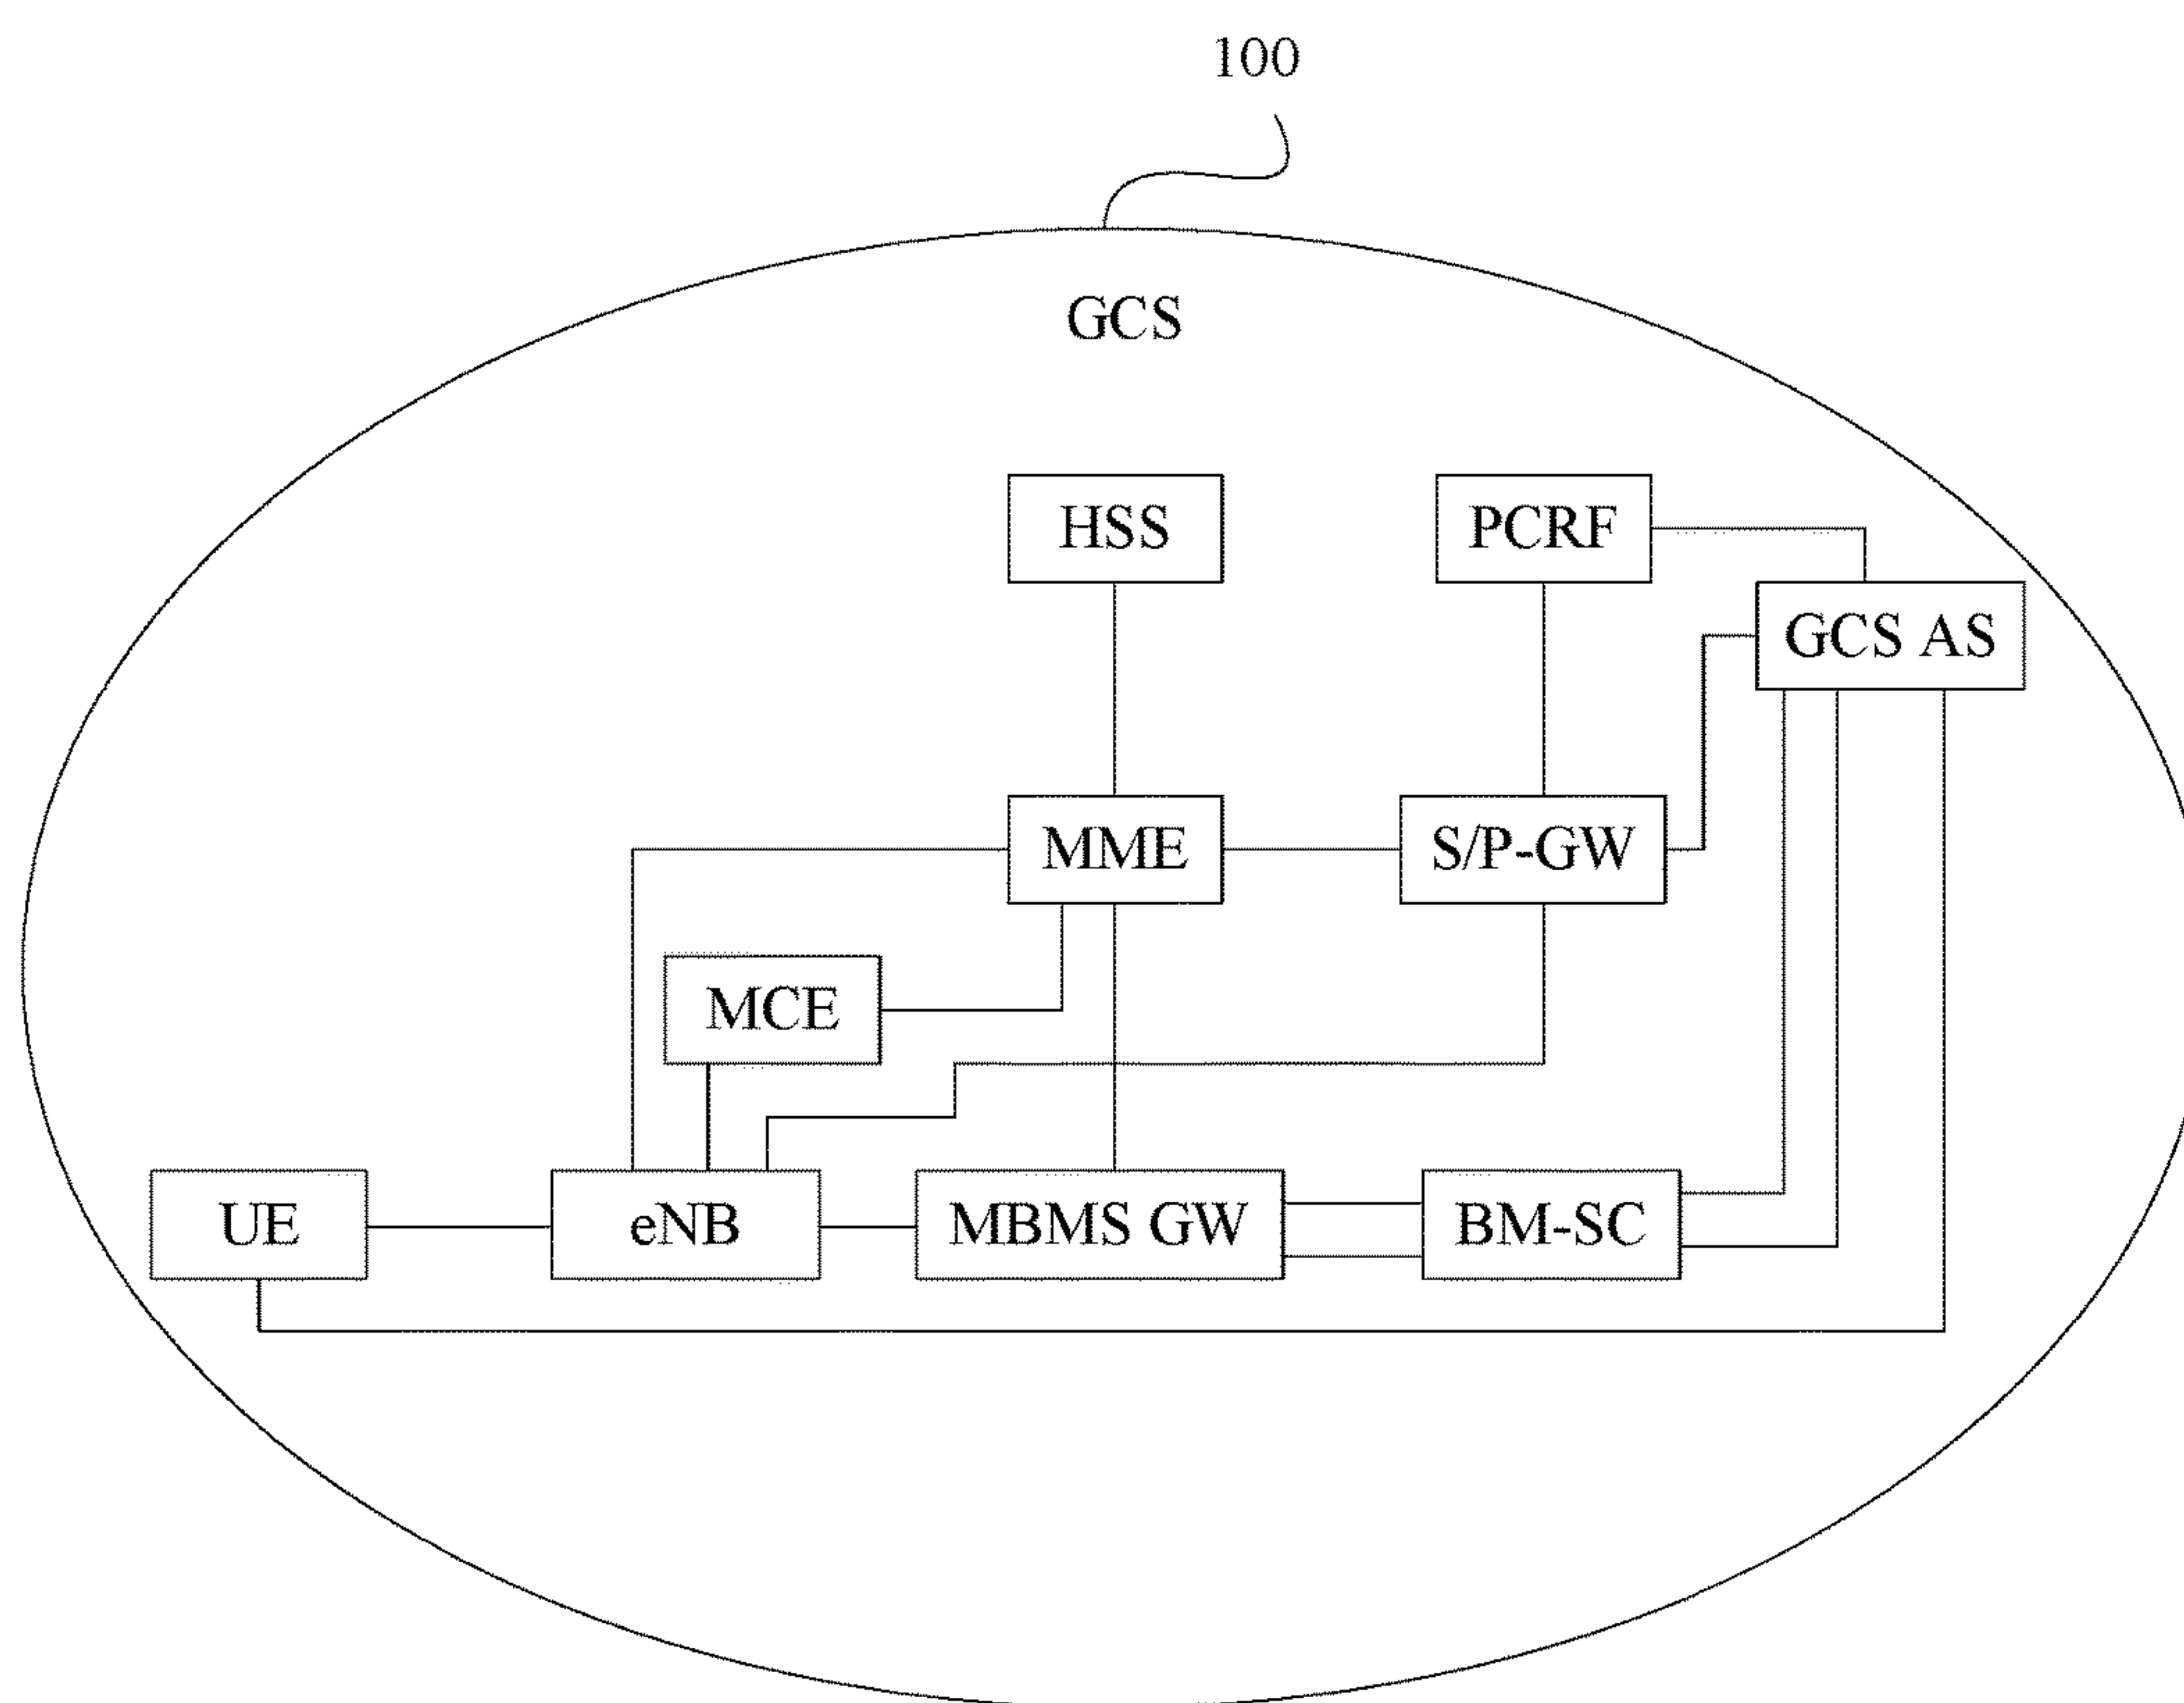 100
GCS
HSS
PCRF
GCS AS
MME
S/P-GW
MCE
UE
eNB
MBMS GW
BM-SC